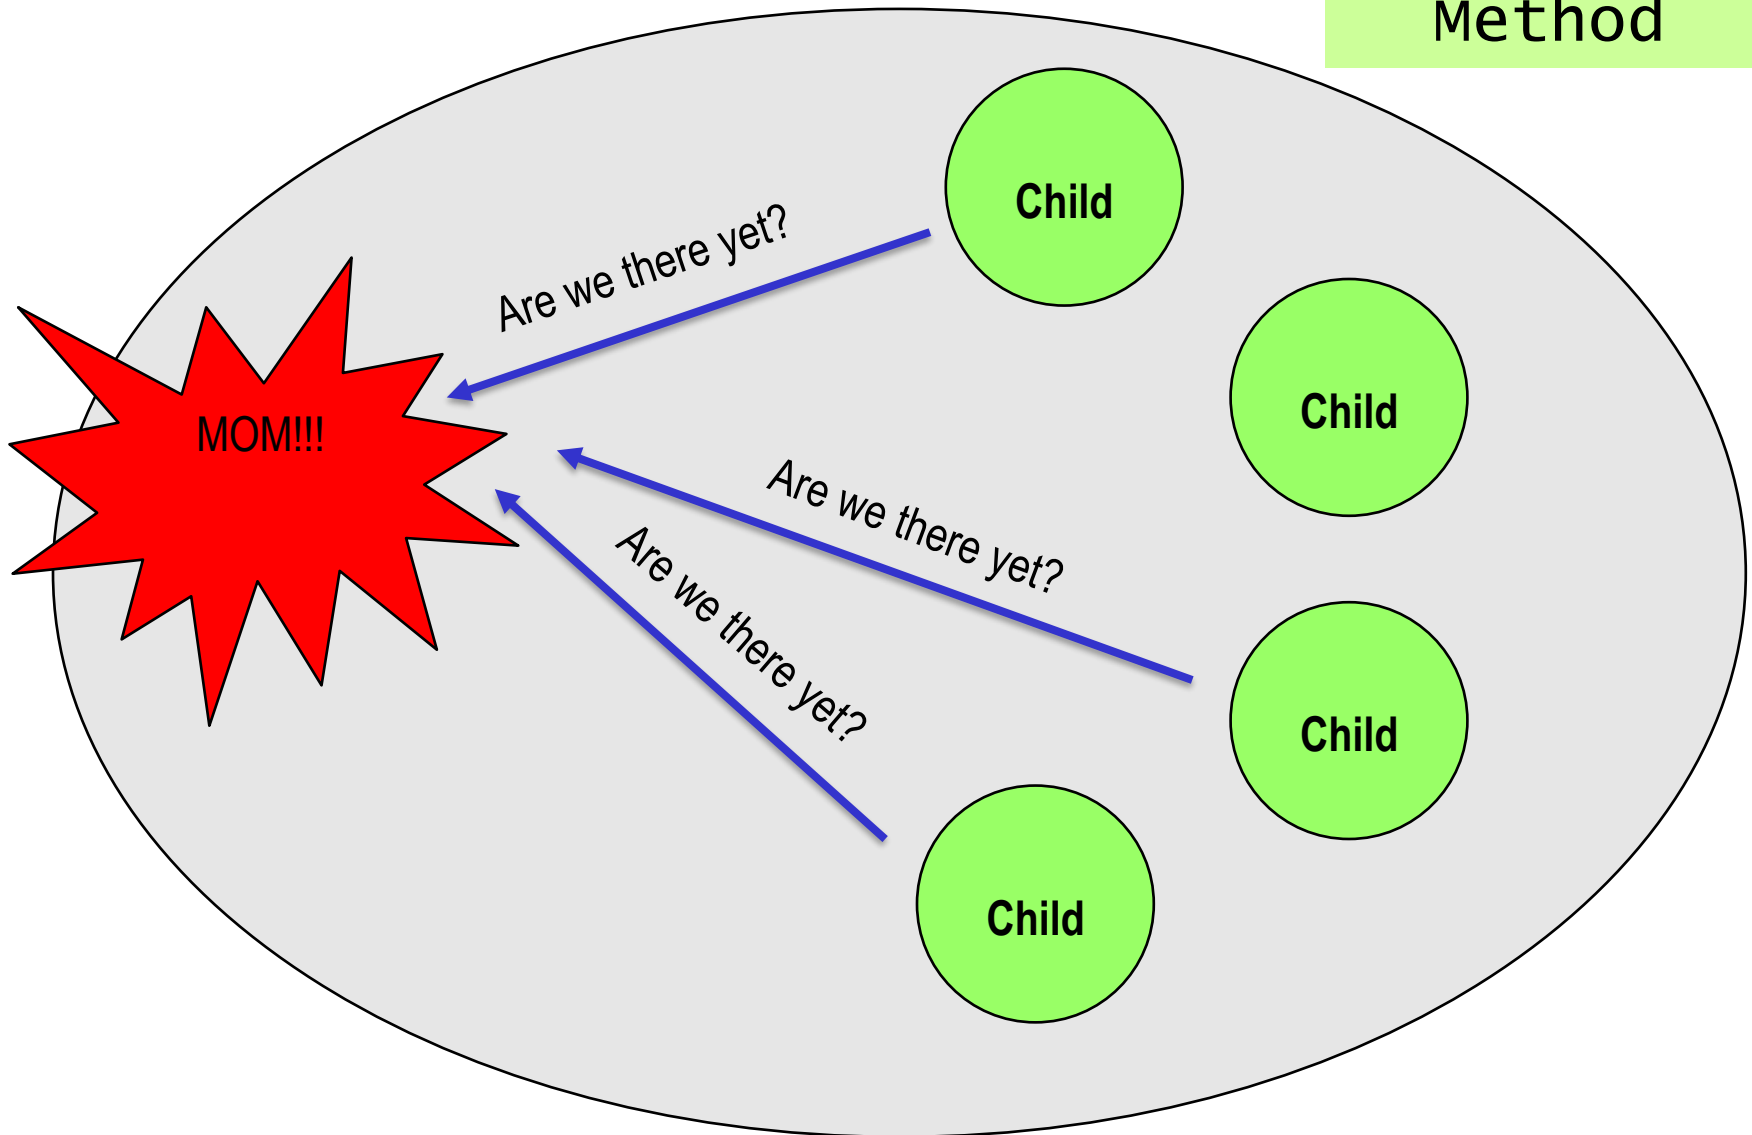 Method
Child
Are we there yet?
Child
MOM!!!
Are we there yet?
Are we there yet?
Child
Child